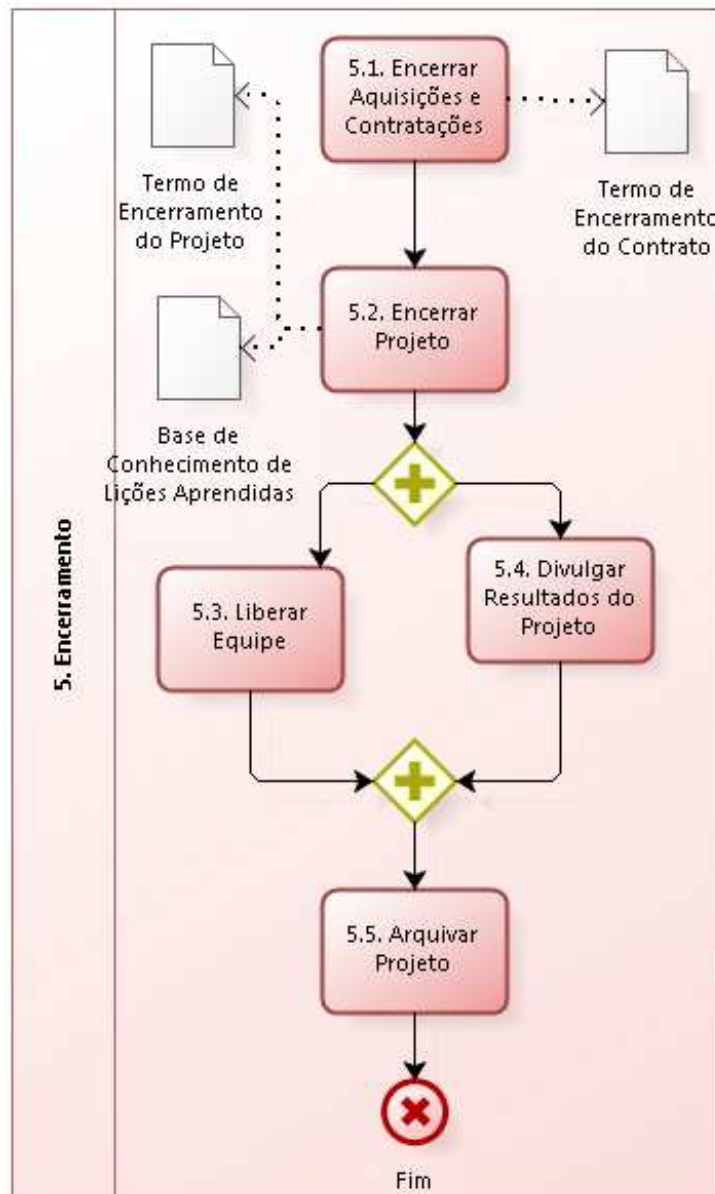 5. Encerramento
5.1. Encerrar
Aquisições e
Contratações
Termo de
Encerramento
do Projeto
Termo de
Encerramento
do Contrato
5.2. Encerrar
Projeto
Base de
Conhecimento de
Lições Aprendidas
5.3. Liberar
Equipe
5.4. Divulgar
Resultados do
Projeto
5.5. Arquivar
Projeto
Fim